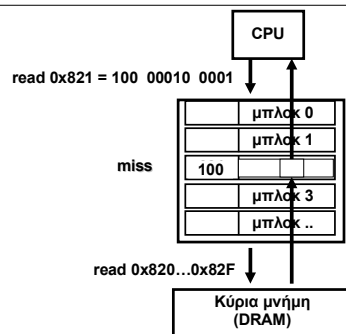 CPU
read 0x821 = 100 00010 0001
μπλοκ 0
μπλοκ 1
miss
100
μπλοκ 3
μπλοκ ..
read 0x820...0x82F
Κύρια μνήμη
(DRAM)